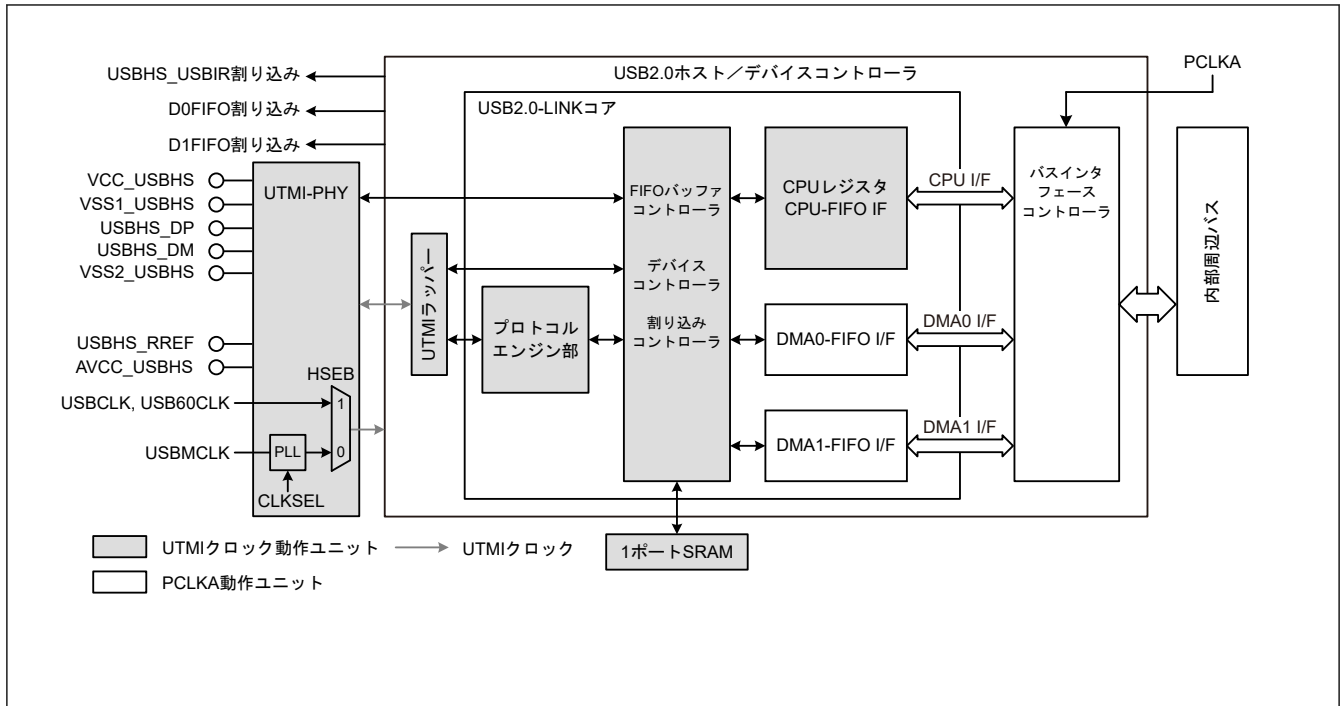 USBHS_USBIR割り込み
D0FIFO割り込み
D1FIFO割り込み
USB2.0ホスト／デバイスコントローラ
PCLKA
USB2.0-LINKコア
VCC_USBHS
VSS1_USBHS
USBHS_DP
USBHS_DM
VSS2_USBHS
USBHS_RREF
AVCC_USBHS
USBCLK, USB60CLK
USBMCLK
UTMI-PHY
HSEB
1
0
PLL
CLKSEL
UTMIラッパー
プロトコル
エンジン部
FIFOバッファ
コントローラ
デバイス
コントローラ
割り込み
コントローラ
CPUレジスタ
CPU-FIFO IF
DMA0-FIFO I/F
DMA1-FIFO I/F
CPU I/F
DMA0 I/F
DMA1 I/F
バスインタ
フェース
コントローラ
内部周辺バス
1ポートSRAM
UTMIクロック動作ユニット
UTMIクロック
PCLKA動作ユニット